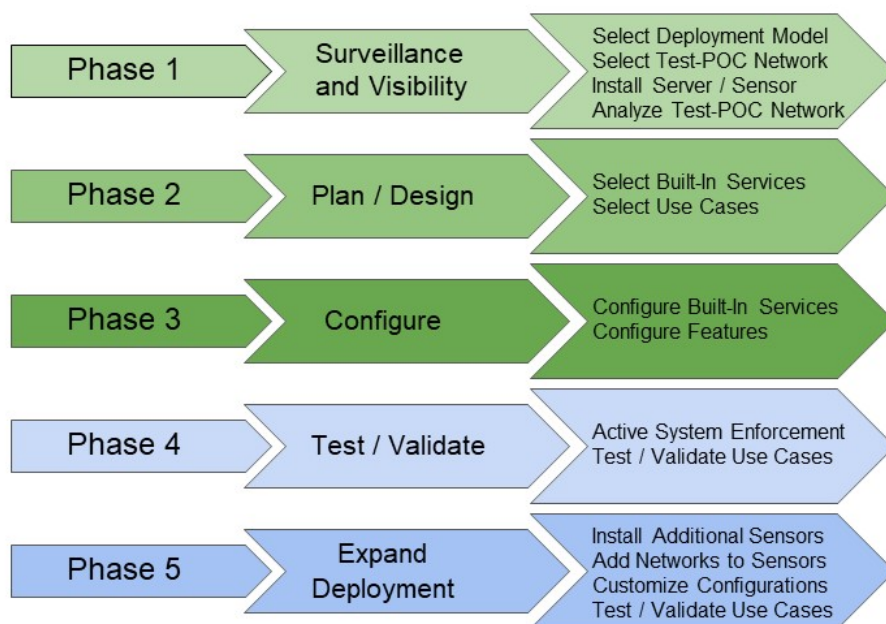 Phase 1
Surveillance
and Visibility
Select Deployment Model
Select Test-POC Network
Install Server / Sensor
Analyze Test-POC Network
Phase 2
Plan / Design
Select Built-In Services
Select Use Cases
Phase 3
Configure
Configure Built-In Services
Configure Features
Phase 4
Test / Validate
Active System Enforcement
Test / Validate Use Cases
Phase 5
Expand
Deployment
Install Additional Sensors
Add Networks to Sensors
Customize Configurations
Test / Validate Use Cases